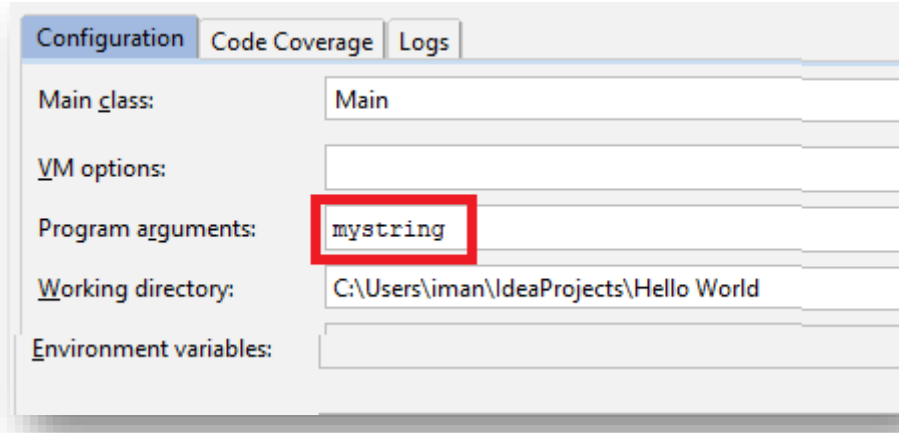 Configuration Code Coverage Logs
Main class: Main
VM options:
Program arguments: mystring
Working directory: C:\Users\iman\IdeaProjects\Hello World
Environment variables: